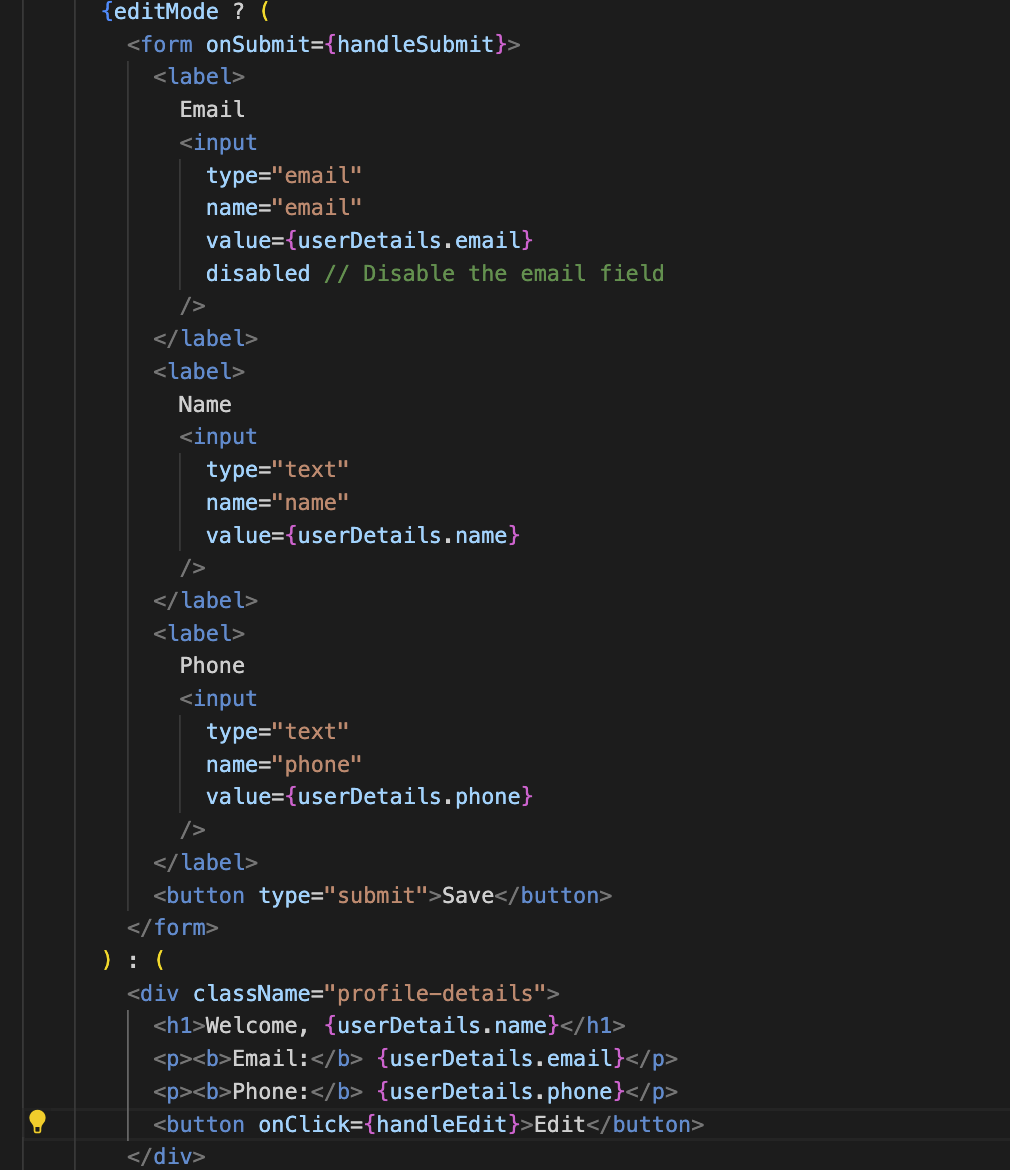 {editMode ? (
<form onSubmit={handleSubmit}>
<label>
Email
<input
type="email"
name="email"
value={userDetails.email}
disabled // Disable the email field
/>
</label>
<label>
Name
<input
type="text"
name="name"
value={userDetails.name}
/>
</label>
<label>
Phone
<input
type="text"
name="phone"
value={userDetails.phone}
/>
</label>
<button type="submit">Save</button>
</form>
) : (
<div className="profile-details">
<h1>Welcome, {userDetails.name}</h1>
<p><b>Email:</b> {userDetails.email}</p>
<p><b>Phone:</b> {userDetails.phone}</p>
<button onClick={handleEdit}>Edit</button>
</div>